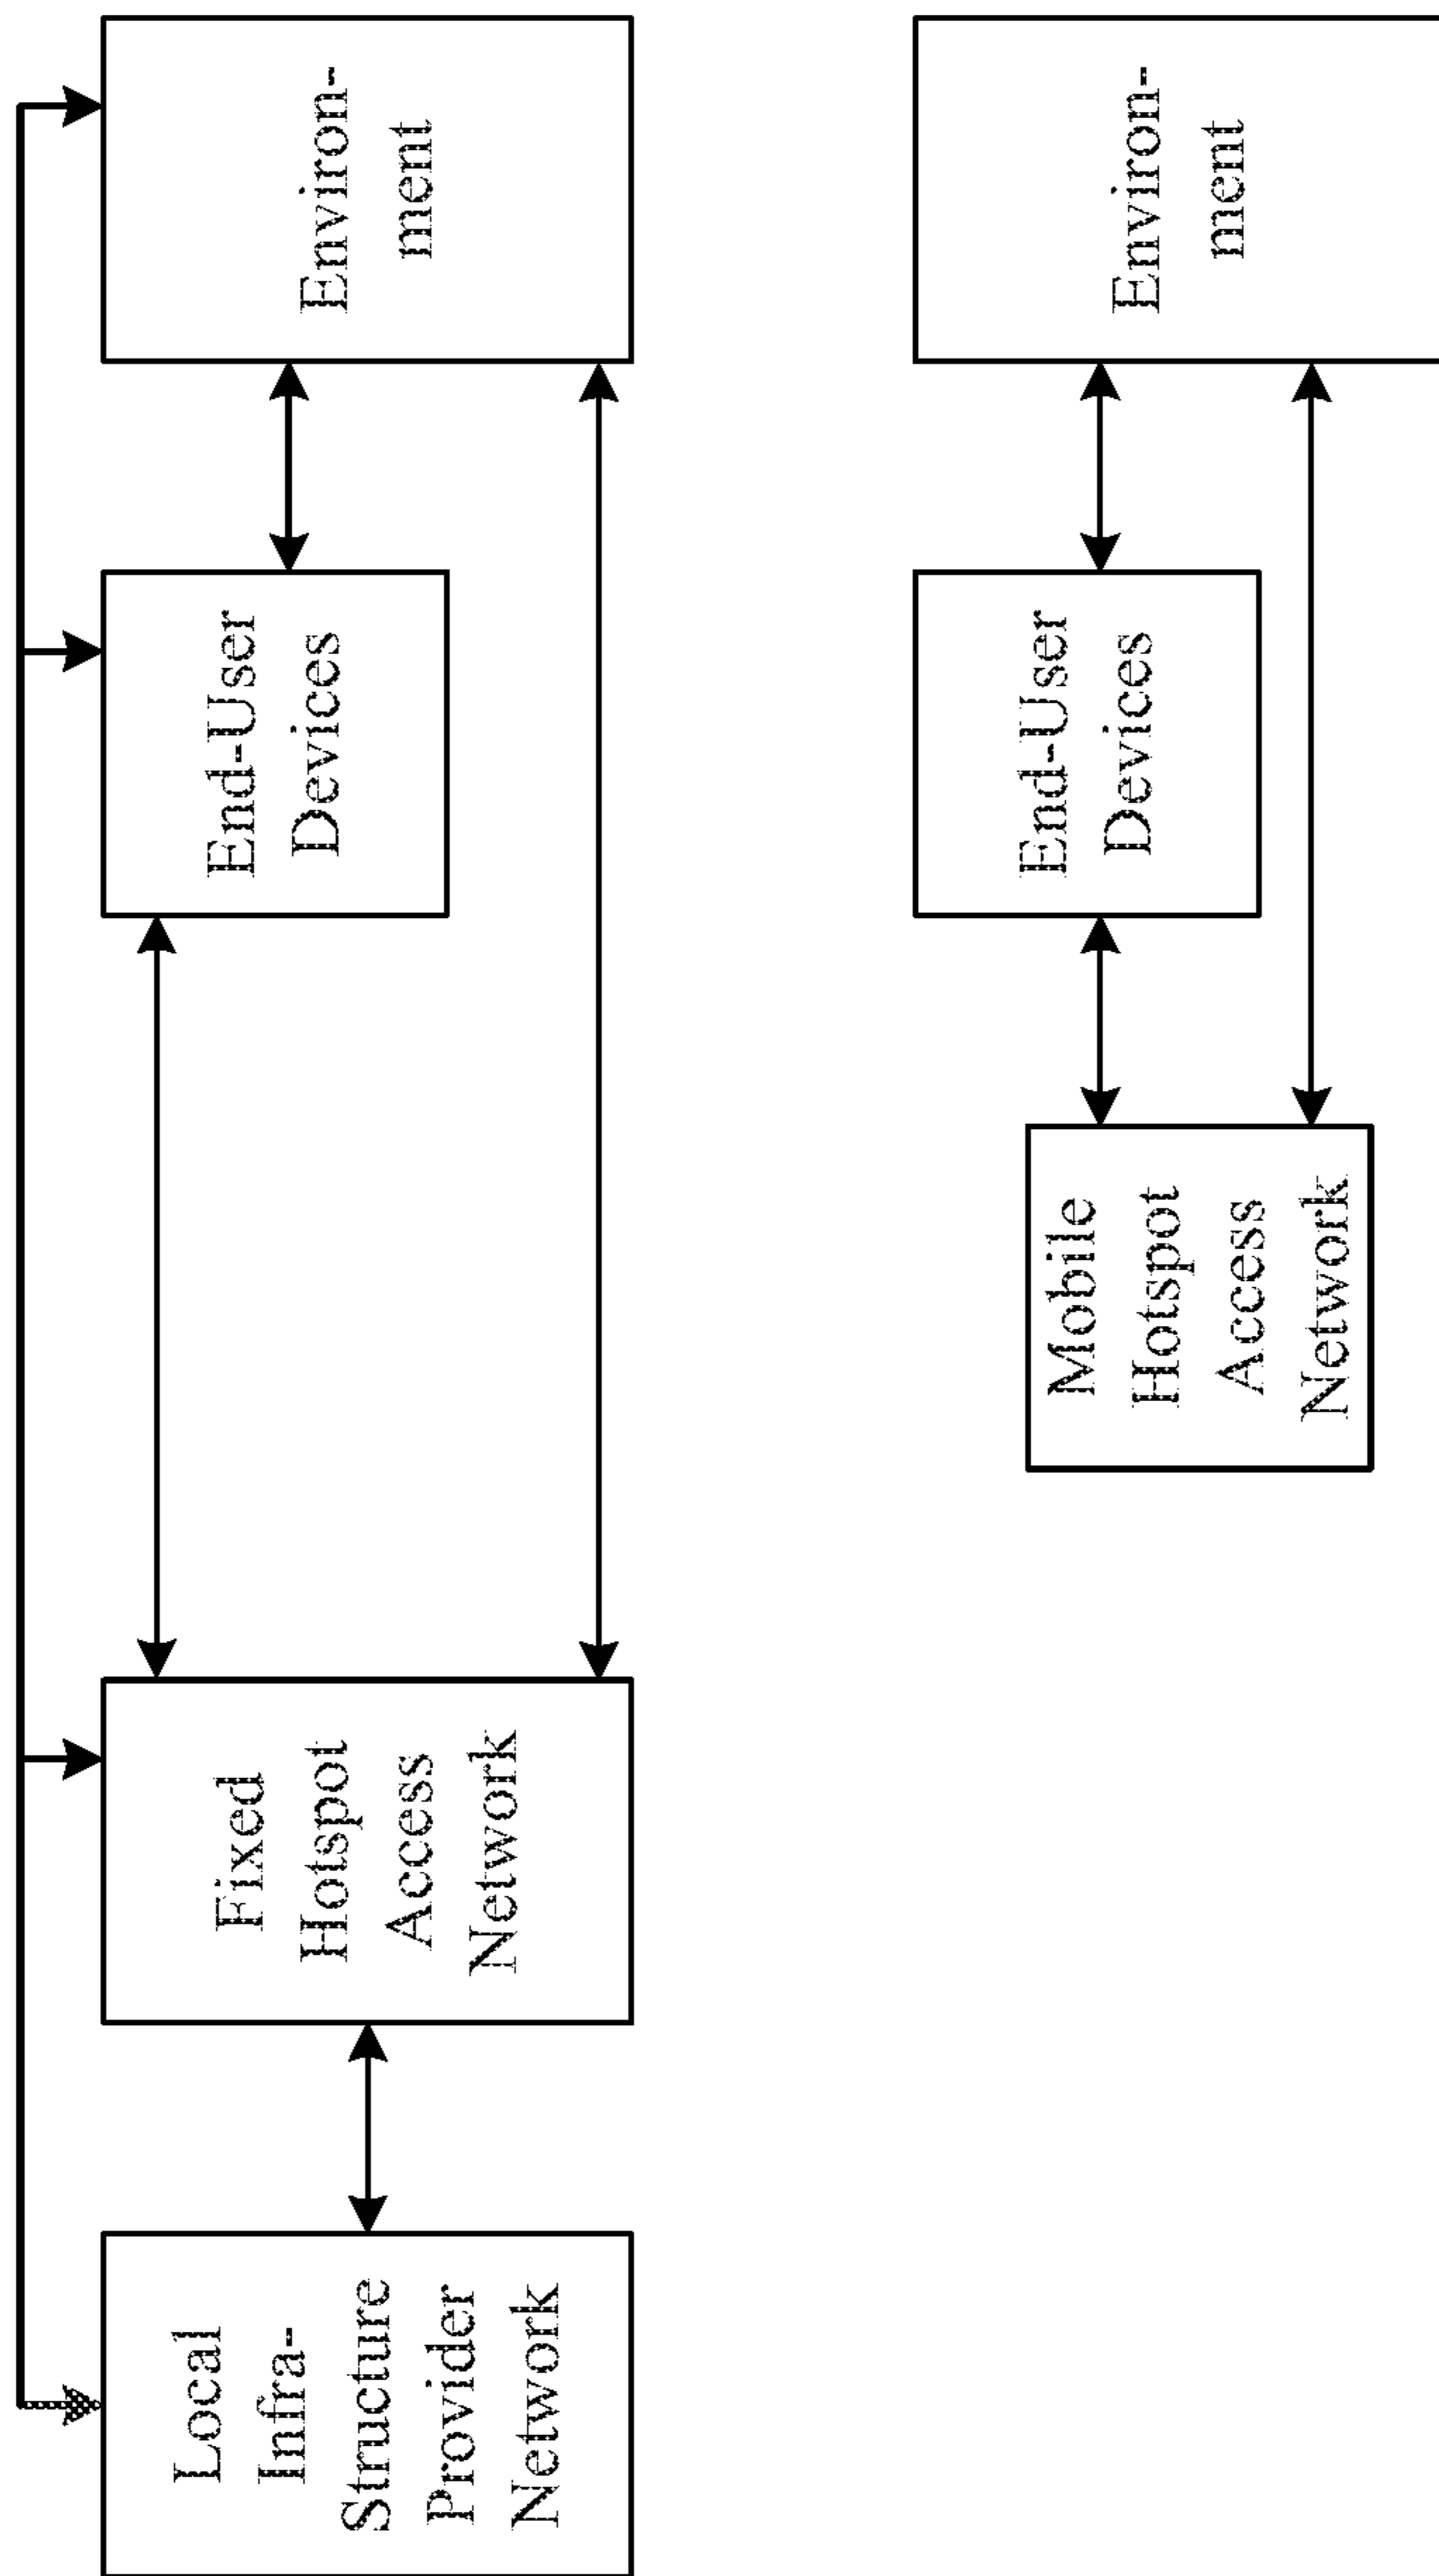 Local
Infra-
Structure
Provider
Network
Fixed
Hotspot
Access
Network
End-User
Devices
Environ-
ment
Mobile
Hotspot
Access
Network
End-User
Devices
Environ-
ment